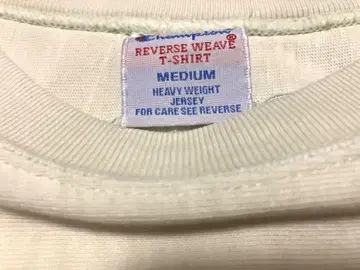 Champion®
REVERSE WEAVE
T-SHIRT
MEDIUM
HEAVY WEIGHT
JERSEY
FOR CARE SEE REVERSE